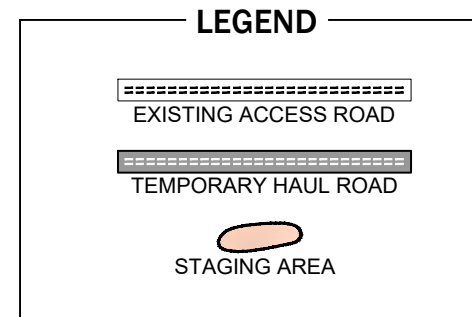 LEGEND
EXISTING ACCESS ROAD
TEMPORARY HAUL ROAD
STAGING AREA